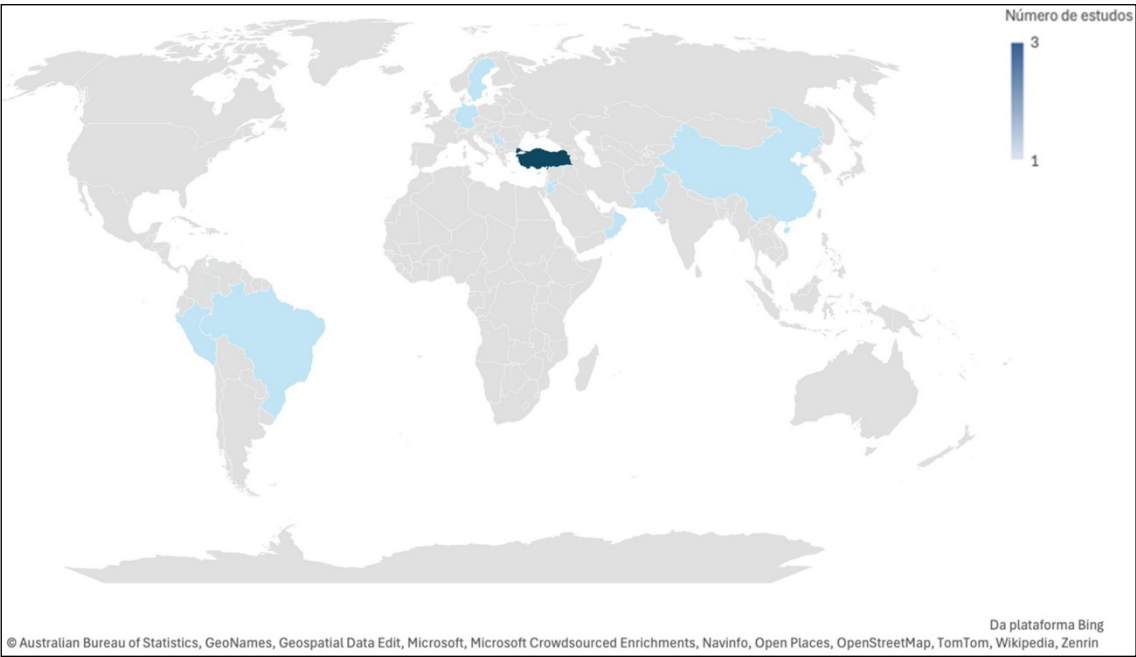 Número de estudos
3
1
Da plataforma Bing
© Australian Bureau of Statistics, GeoNames, Geospatial Data Edit, Microsoft, Microsoft Crowdsourced Enrichments, Navinfo, Open Places, OpenStreetMap, TomTom, Wikipedia, Zenrin